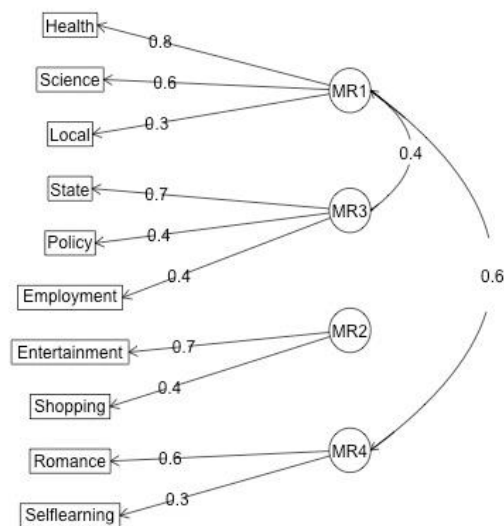 Health
0.8
Science
0.6
MR1
Local
0.3
0.4
State
0.7
MR3
Policy
0.4
Employment
0.4
0.6
Entertainment
0.7
MR2
Shopping
0.4
Romance
0.6
MR4
Selflearning
0.3